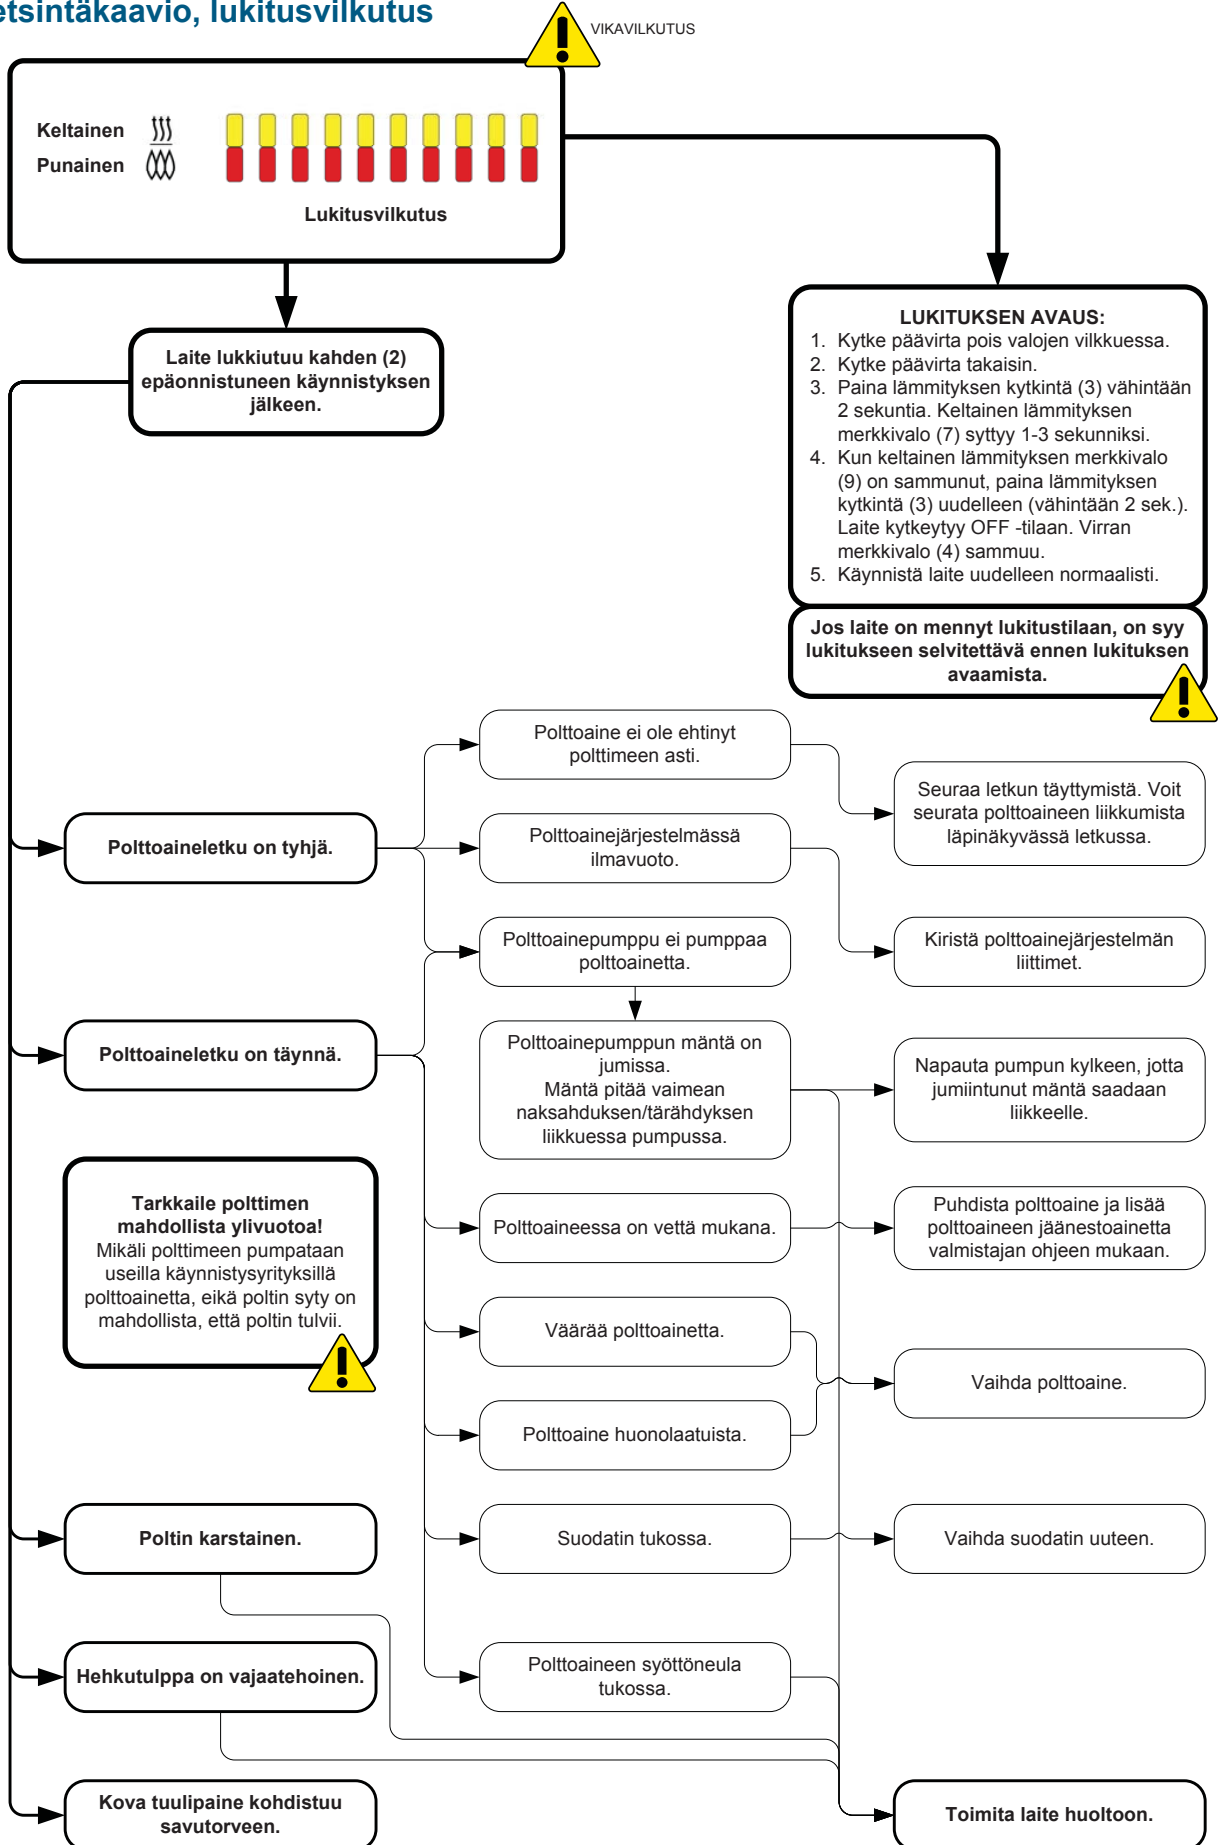 etsintäkaavio, lukitusvilkutus
VIKAVILKUTUS
Keltainen
Punainen
Lukitusvilkutus
Laite lukkiutuu kahden (2)
epäonnistuneen käynnistyksen
jälkeen.
LUKITUKSEN AVAUS:
1. Kytke päävirta pois valojen vilkkuessa.
2. Kytke päävirta takaisin.
3. Paina lämmityksen kytkintä (3) vähintään
2 sekuntia. Keltainen lämmityksen
merkkivalo (7) syttyy 1-3 sekunniksi.
4. Kun keltainen lämmityksen merkkivalo
(9) on sammunut, paina lämmityksen
kytkintä (3) uudelleen (vähintään 2 sek.).
Laite kytkeytyy OFF -tilaan. Virran
merkkivalo (4) sammuu.
5. Käynnistä laite uudelleen normaalisti.
Jos laite on mennyt lukitustilaan, on syy
lukitukseen selvitettävä ennen lukituksen
avaamista.
Polttoaineletku on tyhjä.
Polttoaine ei ole ehtinyt
polttimeen asti.
Seuraa letkun täyttymistä. Voit
seurata polttoaineen liikkumista
läpinäkyvässä letkussa.
Polttoainejärjestelmässä
ilmavuoto.
Kiristä polttoainejärjestelmän
liittimet.
Polttoainepumppu ei pumppaa
polttoainetta.
Polttoaineletku on täynnä.
Polttoainepumppun mäntä on
jumissa.
Mäntä pitää vaimean
naksahduksen/tärähdyksen
liikkuessa pumpussa.
Napauta pumpun kylkeen, jotta
jumiintunut mäntä saadaan
liikkeelle.
Tarkkaile polttimen
mahdollista ylivuotoa!
Mikäli polttimeen pumpataan
useilla käynnistysyrityksillä
polttoainetta, eikä poltin syty on
mahdollista, että poltin tulvii.
Polttoaineessa on vettä mukana.
Puhdista polttoaine ja lisää
polttoaineen jäänestoainetta
valmistajan ohjeen mukaan.
Väärää polttoainetta.
Polttoaine huonolaatuista.
Vaihda polttoaine.
Poltin karstainen.
Suodatin tukossa.
Vaihda suodatin uuteen.
Hehkutulppa on vajaatehoinen.
Polttoaineen syöttöneula
tukossa.
Kova tuulipaine kohdistuu
savutorveen.
Toimita laite huoltoon.